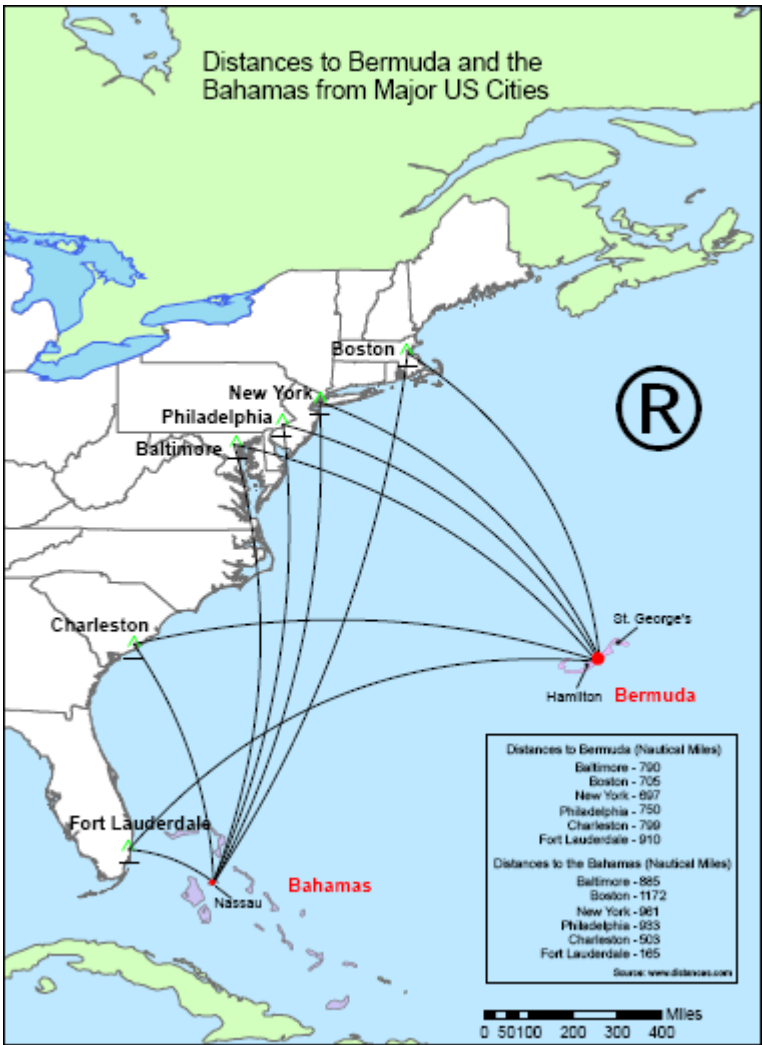 Distances to Bermuda and the
Bahamas from Major US Cities
Boston
®
New York
Philadelphia
Baltimore
St. George's
Charleston
Hamilton
Bermuda
Distances to Bermuda (Nautical Miles)
Baltimore - 790
Boston - 705
New York - 697
Philadelphia - 750
Charleston - 799
Fort Lauderdale - 910
Fort Lauderdale
Distances to the Bahamas (Nautical Miles)
Baltimore - 885
Boston - 1172
New York - 961
Philadelphia - 933
Charleston - 503
Fort Lauderdale - 165
Source: www.distances.com
Bahamas
Nassau
Miles
0 50 100 200 300 400